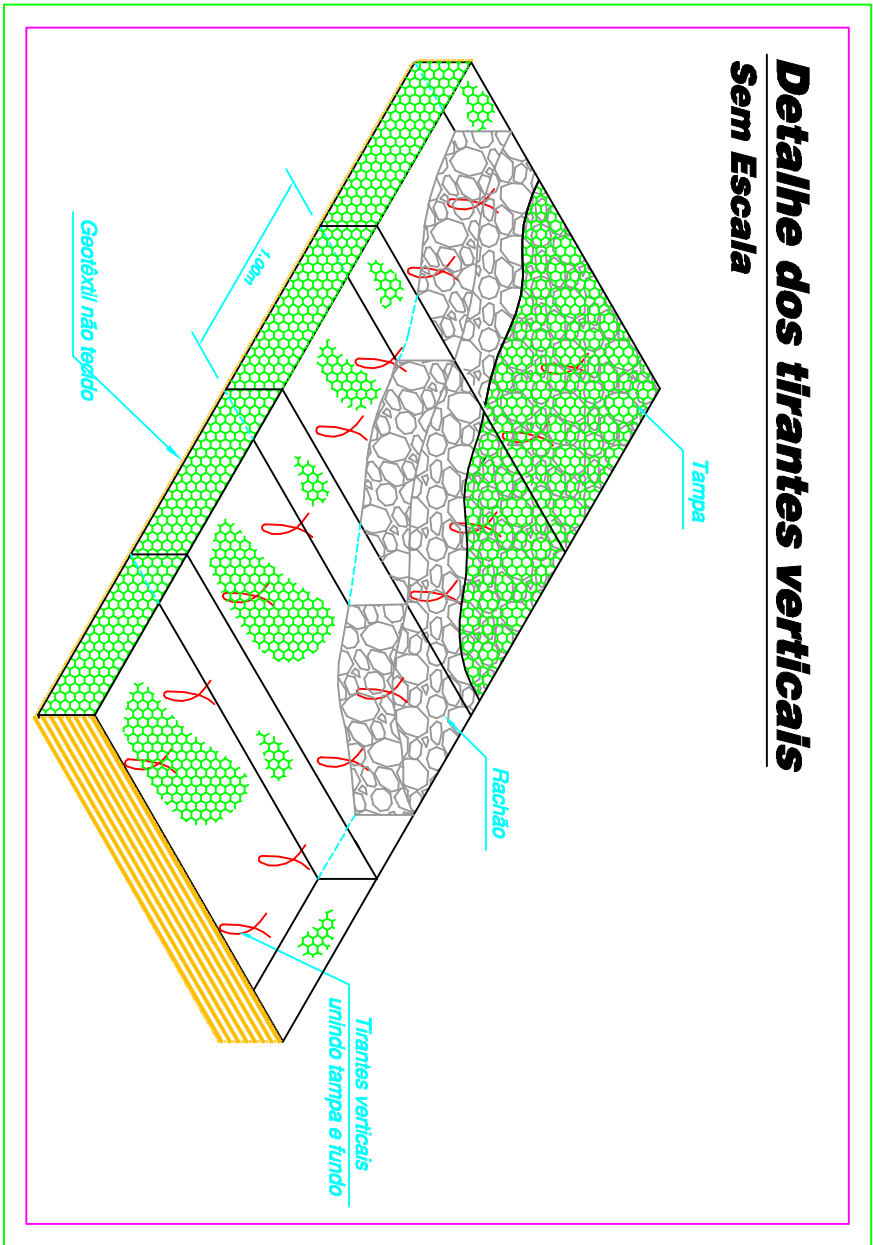 Detalhe dos tirantes verticais
Sem Escala
Tampa
Rachão
Tirantes verticais
unindo tampa e fundo
1.00m
Geotêxtil não tecido